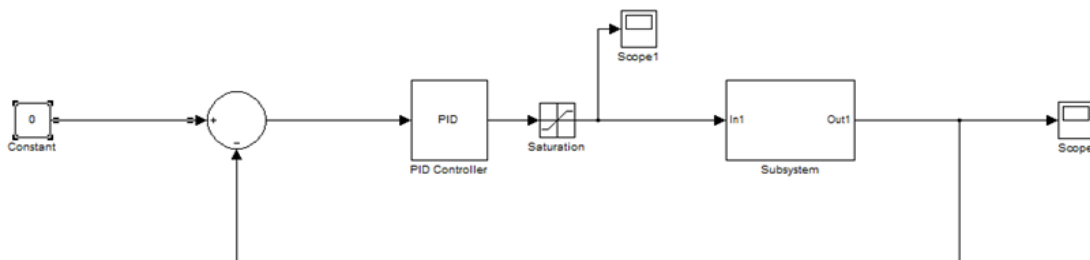 0
Constant
+
−
PID
PID Controller
Saturation
Scope1
In1
Out1
Subsystem
Scope